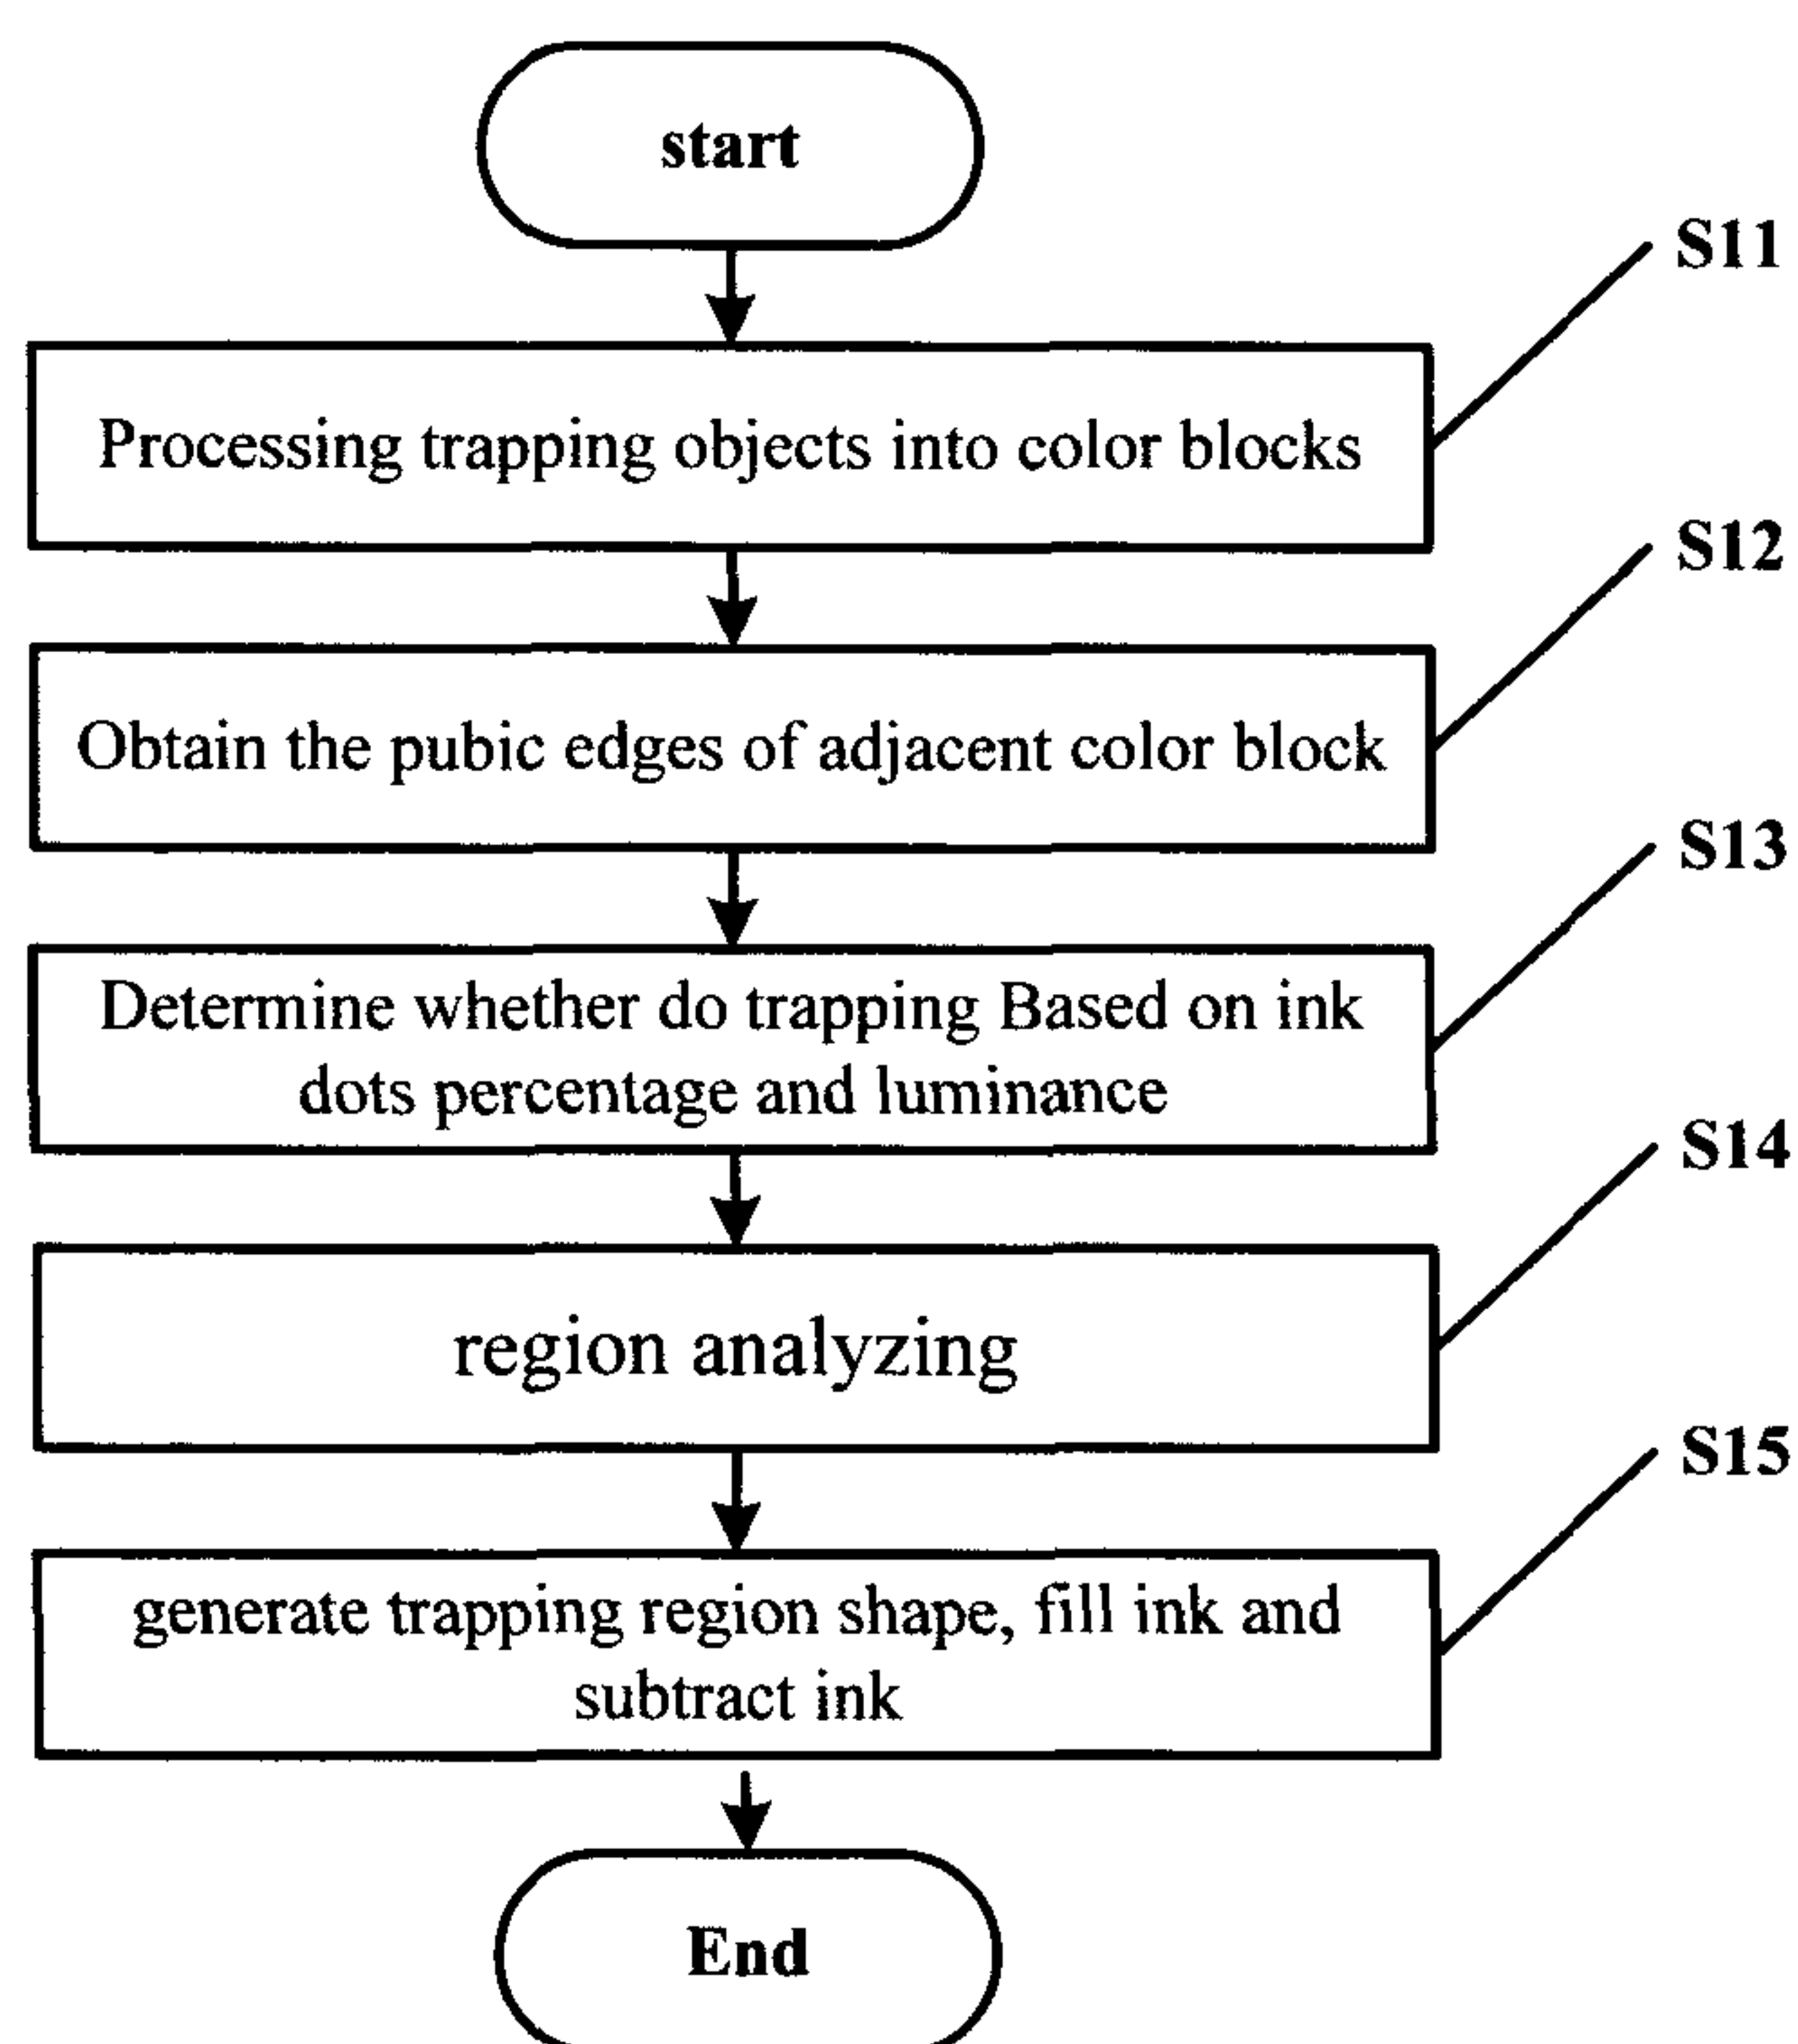 start
S11
Processing trapping objects into color blocks
S12
Obtain the pubic edges of adjacent color block
S13
Determine whether do trapping Based on ink
dots percentage and luminance
S14
region analyzing
S15
generate trapping region shape, fill ink and
subtract ink
End